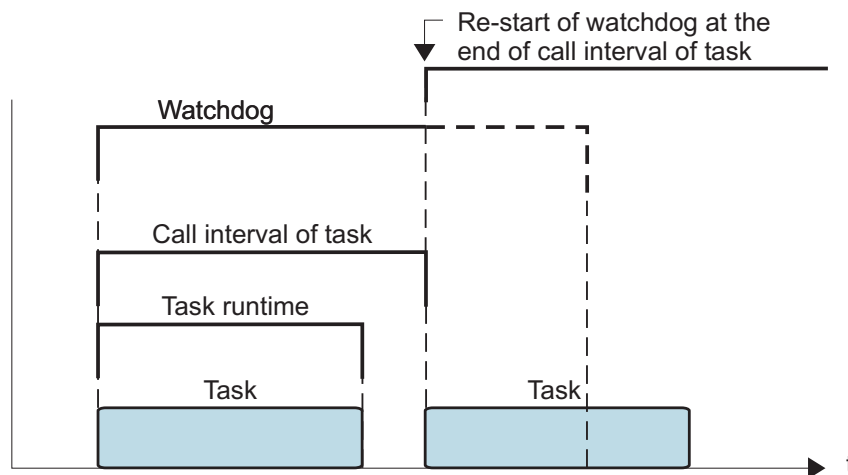 Re-start of watchdog at the
end of call interval of task
Watchdog
Call interval of task
Task runtime
Task
Task
t